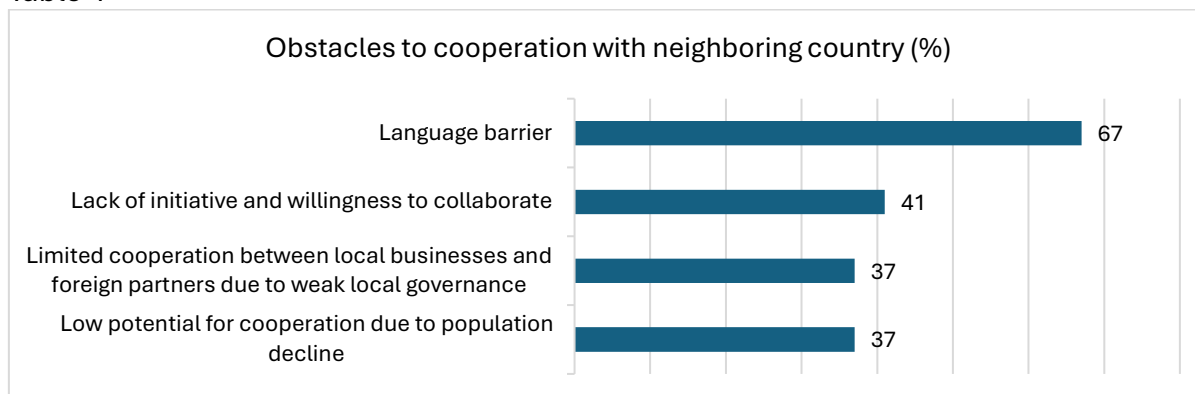 Obstacles to cooperation with neighboring country (%)
Language barrier
67
Lack of initiative and willingness to collaborate
41
Limited cooperation between local businesses and
foreign partners due to weak local governance
37
Low potential for cooperation due to population
decline
37